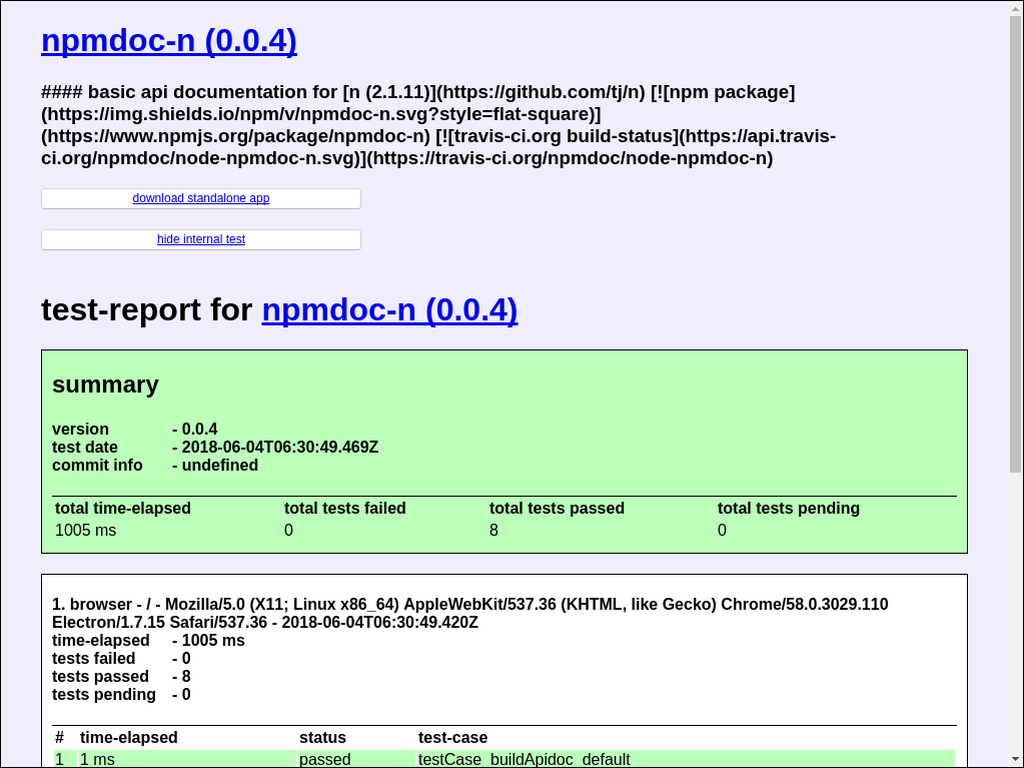 npmdoc-n (0.0.4)
#### basic api documentation for [n (2.1.11)](https://github.com/tj/n) [![npm package]
(https://img.shields.io/npm/v/npmdoc-n.svg?style=flat-square)]
(https://www.npmjs.org/package/npmdoc-n) [![travis-ci.org build-status](https://api.travis-
ci.org/npmdoc/node-npmdoc-n.svg)](https://travis-ci.org/npmdoc/node-npmdoc-n)
download standalone app
hide internal test
test-report for npmdoc-n (0.0.4)
summary
version - 0.0.4
test date - 2018-06-04T06:30:49.469Z
commit info - undefined
total time-elapsed total tests failed total tests passed total tests pending
1005 ms 0 8 0
1. browser - / - Mozilla/5.0 (X11; Linux x86_64) AppleWebKit/537.36 (KHTML, like Gecko) Chrome/58.0.3029.110
Electron/1.7.15 Safari/537.36 - 2018-06-04T06:30:49.420Z
time-elapsed - 1005 ms
tests failed - 0
tests passed - 8
tests pending - 0
# time-elapsed status test-case
1 1 ms passed testCase_buildApidoc_default